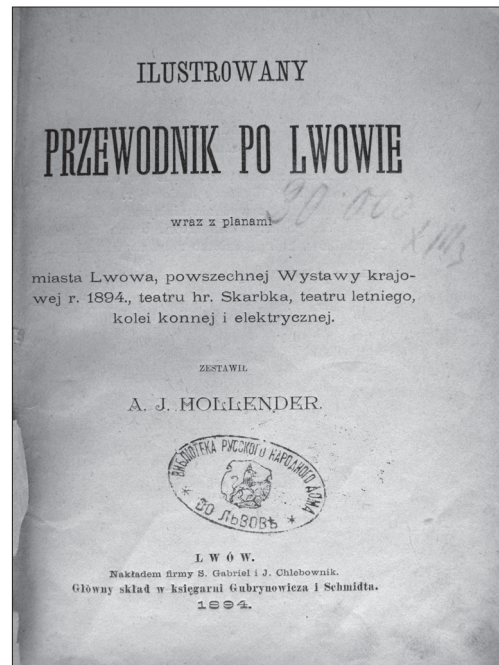 ILUSTROWANY
PRZEWODNIK PO LWOWIE
wraz z planami
miasta Lwowa, powszechnej Wystawy krajo-
wej r. 1894., teatru hr. Skarbka, teatru letniego,
kolei konnej i elektrycznej.
ZESTAWIŁ
A. J. HOLLENDER.
БИБЛІОТЕКА РУССКОГО НАРОДНОГО ДОМА
* ВО ЛЬВОВѢ *
LWÓW.
Nakładem firmy S. Gabriel i J. Chlebownik.
Główny skład w księgarni Gubrynowicza i Schmidta.
1894.